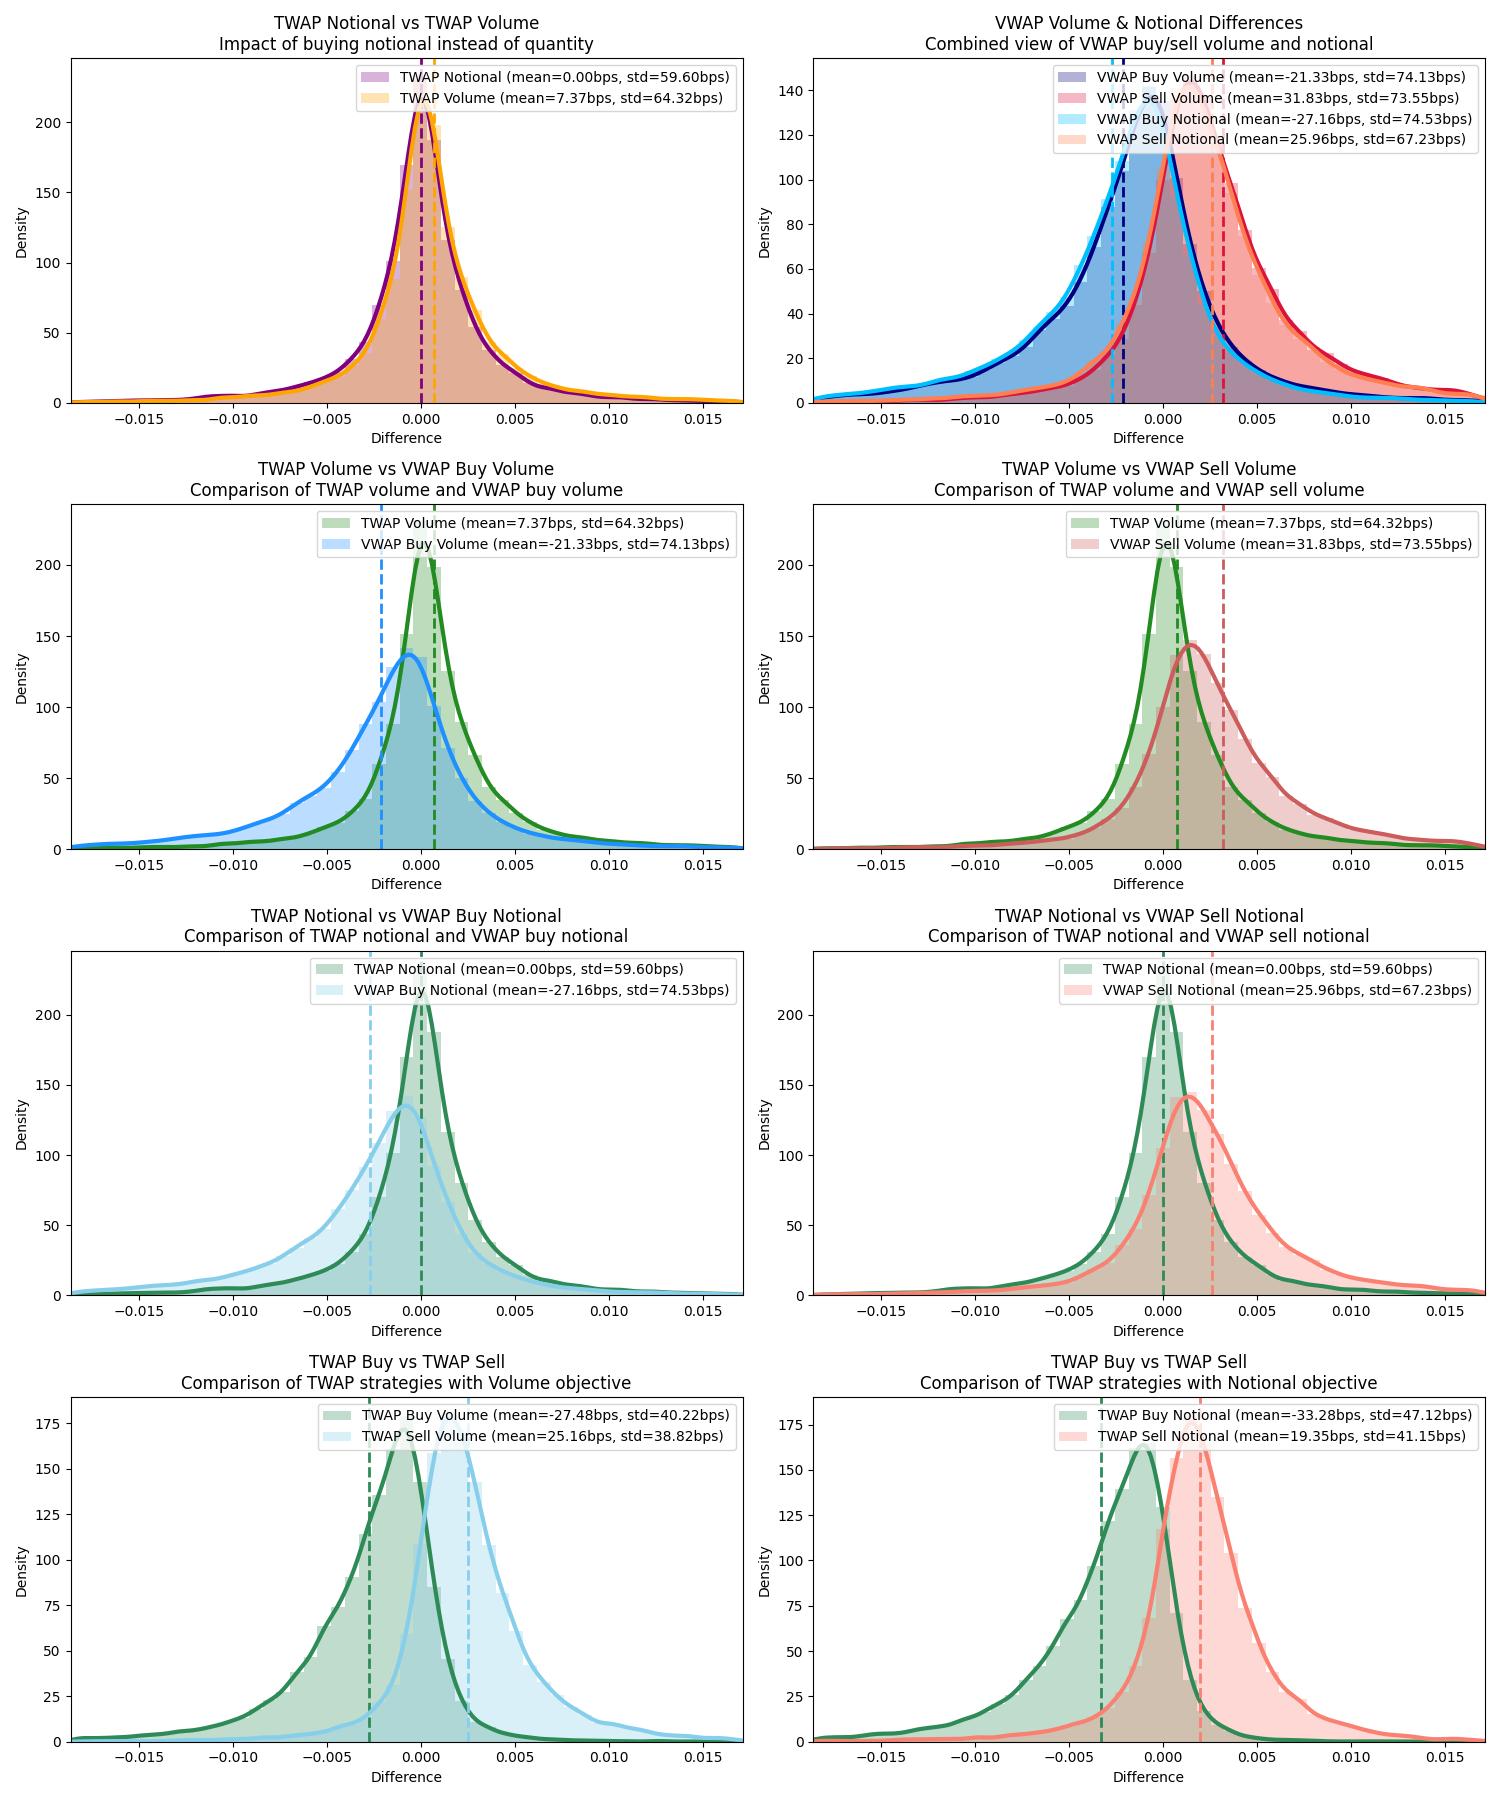 TWAP Notional vs TWAP Volume
Impact of buying notional instead of quantity
TWAP Notional (mean=0.00bps, std=59.60bps)
TWAP Volume (mean=7.37bps, std=64.32bps)
Density
200
150
100
50
0
−0.015 −0.010 −0.005 0.000 0.005 0.010 0.015
Difference
VWAP Volume & Notional Differences
Combined view of VWAP buy/sell volume and notional
VWAP Buy Volume (mean=-21.33bps, std=74.13bps)
VWAP Sell Volume (mean=31.83bps, std=73.55bps)
VWAP Buy Notional (mean=-27.16bps, std=74.53bps)
VWAP Sell Notional (mean=25.96bps, std=67.23bps)
Density
140
120
100
80
60
40
20
0
−0.015 −0.010 −0.005 0.000 0.005 0.010 0.015
Difference
TWAP Volume vs VWAP Buy Volume
Comparison of TWAP volume and VWAP buy volume
TWAP Volume (mean=7.37bps, std=64.32bps)
VWAP Buy Volume (mean=-21.33bps, std=74.13bps)
Density
200
150
100
50
0
−0.015 −0.010 −0.005 0.000 0.005 0.010 0.015
Difference
TWAP Volume vs VWAP Sell Volume
Comparison of TWAP volume and VWAP sell volume
TWAP Volume (mean=7.37bps, std=64.32bps)
VWAP Sell Volume (mean=31.83bps, std=73.55bps)
Density
200
150
100
50
0
−0.015 −0.010 −0.005 0.000 0.005 0.010 0.015
Difference
TWAP Notional vs VWAP Buy Notional
Comparison of TWAP notional and VWAP buy notional
TWAP Notional (mean=0.00bps, std=59.60bps)
VWAP Buy Notional (mean=-27.16bps, std=74.53bps)
Density
200
150
100
50
0
−0.015 −0.010 −0.005 0.000 0.005 0.010 0.015
Difference
TWAP Notional vs VWAP Sell Notional
Comparison of TWAP notional and VWAP sell notional
TWAP Notional (mean=0.00bps, std=59.60bps)
VWAP Sell Notional (mean=25.96bps, std=67.23bps)
Density
200
150
100
50
0
−0.015 −0.010 −0.005 0.000 0.005 0.010 0.015
Difference
TWAP Buy vs TWAP Sell
Comparison of TWAP strategies with Volume objective
TWAP Buy Volume (mean=-27.48bps, std=40.22bps)
TWAP Sell Volume (mean=25.16bps, std=38.82bps)
Density
175
150
125
100
75
50
25
0
−0.015 −0.010 −0.005 0.000 0.005 0.010 0.015
Difference
TWAP Buy vs TWAP Sell
Comparison of TWAP strategies with Notional objective
TWAP Buy Notional (mean=-33.28bps, std=47.12bps)
TWAP Sell Notional (mean=19.35bps, std=41.15bps)
Density
175
150
125
100
75
50
25
0
−0.015 −0.010 −0.005 0.000 0.005 0.010 0.015
Difference